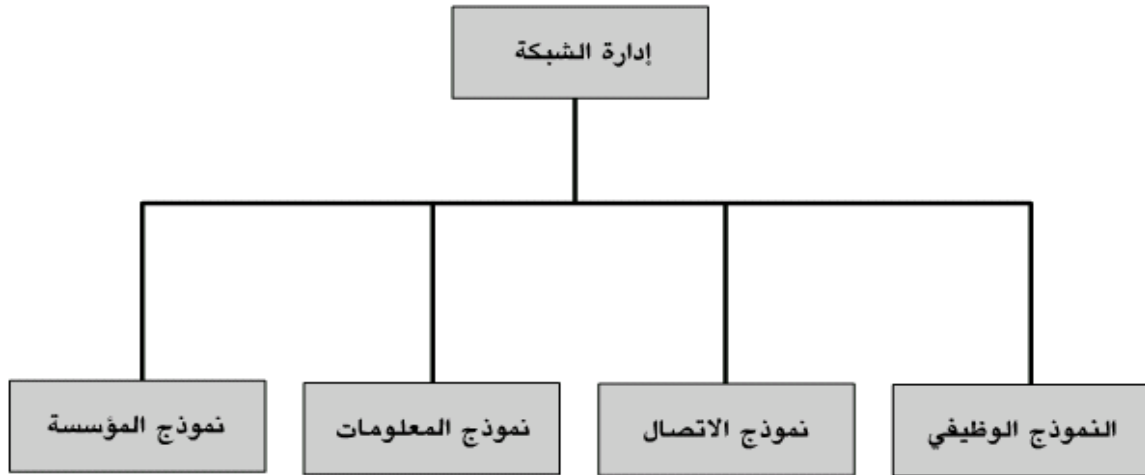 إدارة الشبكة
النموذج الوظيفي
نموذج الاتصال
نموذج المعلومات
نموذج المؤسسة